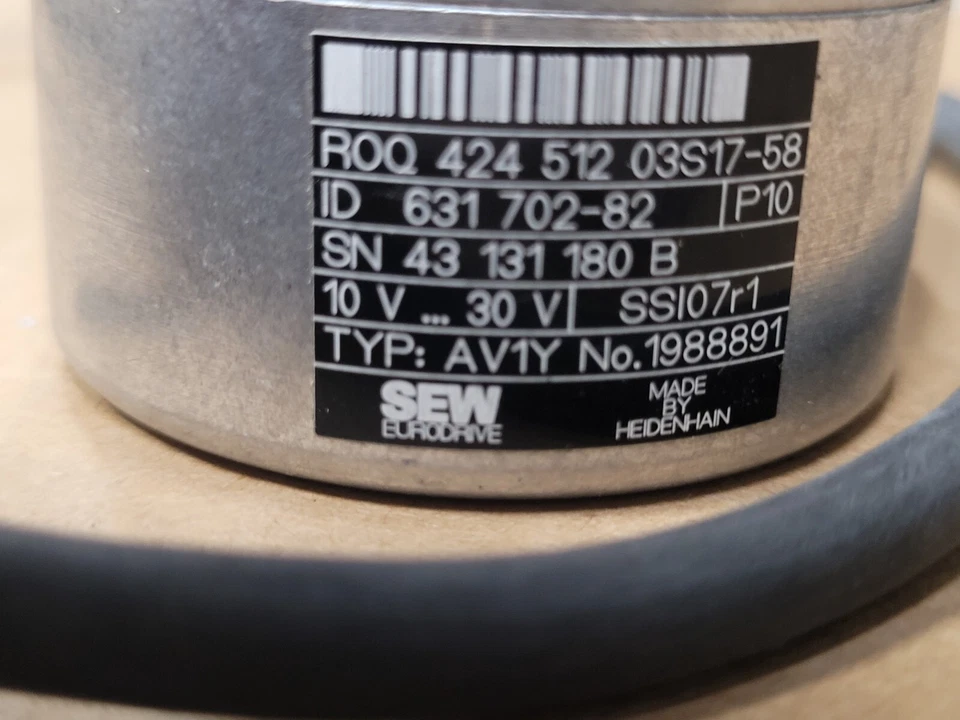 ROQ 424 512 03S17-58
ID 631 702-82 P10
SN 43 131 180 B
10 V ... 30 V SSI07r1
TYP: AV1Y No.1988891
SEW
EURODRIVE
MADE
BY
HEIDENHAIN